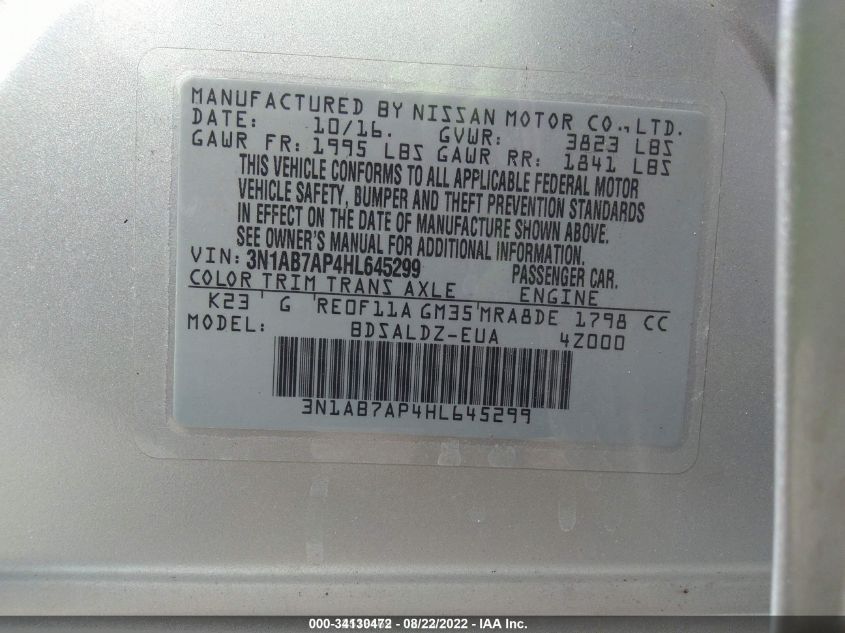 MANUFACTURED BY NISSAN MOTOR CO., LTD.
DATE: 10/16. GVWR: 3823 LBS
GAWR FR: 1995 LBS GAWR RR: 1841 LBS
THIS VEHICLE CONFORMS TO ALL APPLICABLE FEDERAL MOTOR
VEHICLE SAFETY, BUMPER AND THEFT PREVENTION STANDARDS
IN EFFECT ON THE DATE OF MANUFACTURE SHOWN ABOVE.
SEE OWNER'S MANUAL FOR ADDITIONAL INFORMATION.
VIN: 3N1AB7AP4HL645299 PASSENGER CAR.
COLOR TRIM TRANS AXLE ENGINE
K23 G RE0F11A GM35 MRA8DE 1798 CC
MODEL: BDSALDZ-EUA 4Z000
3N1AB7AP4HL645299
000-34130472 - 08/22/2022 - IAA Inc.